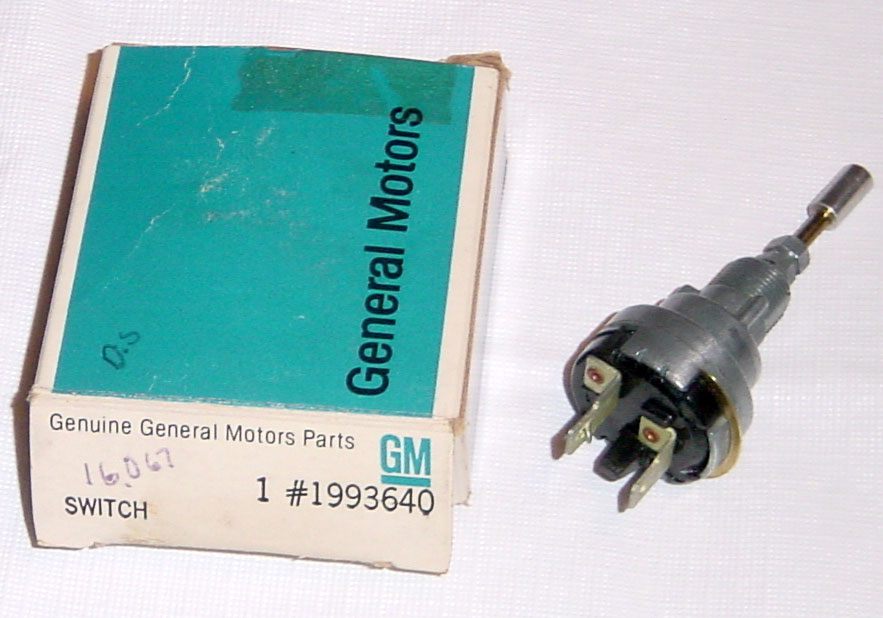 General Motors
D.S
Genuine General Motors Parts
GM
16.067
1 #1993640
SWITCH